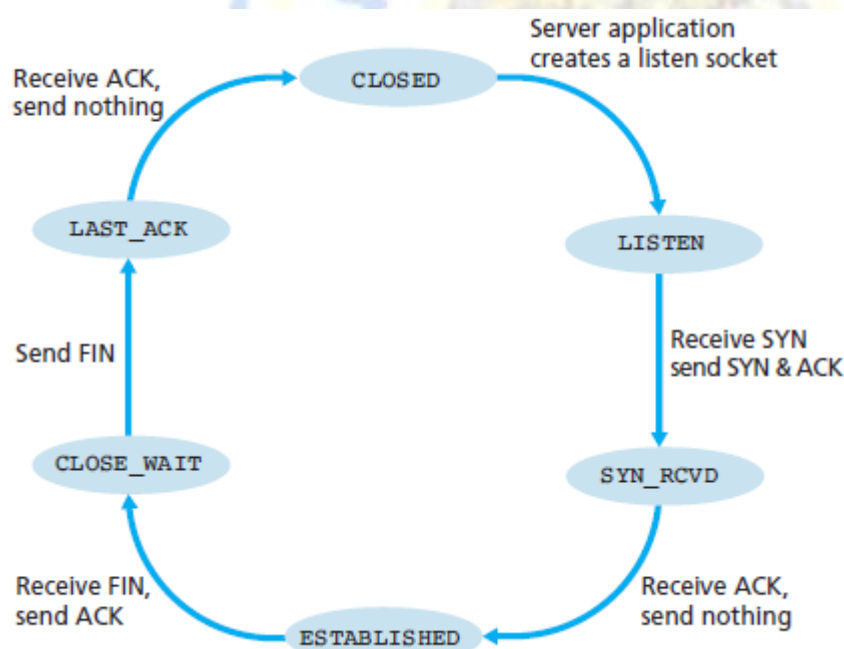 Server application
creates a listen socket
Receive ACK,
send nothing
CLOSED
LAST_ACK
LISTEN
Send FIN
Receive SYN
send SYN & ACK
CLOSE_WAIT
SYN_RCVD
Receive FIN,
send ACK
Receive ACK,
send nothing
ESTABLISHED